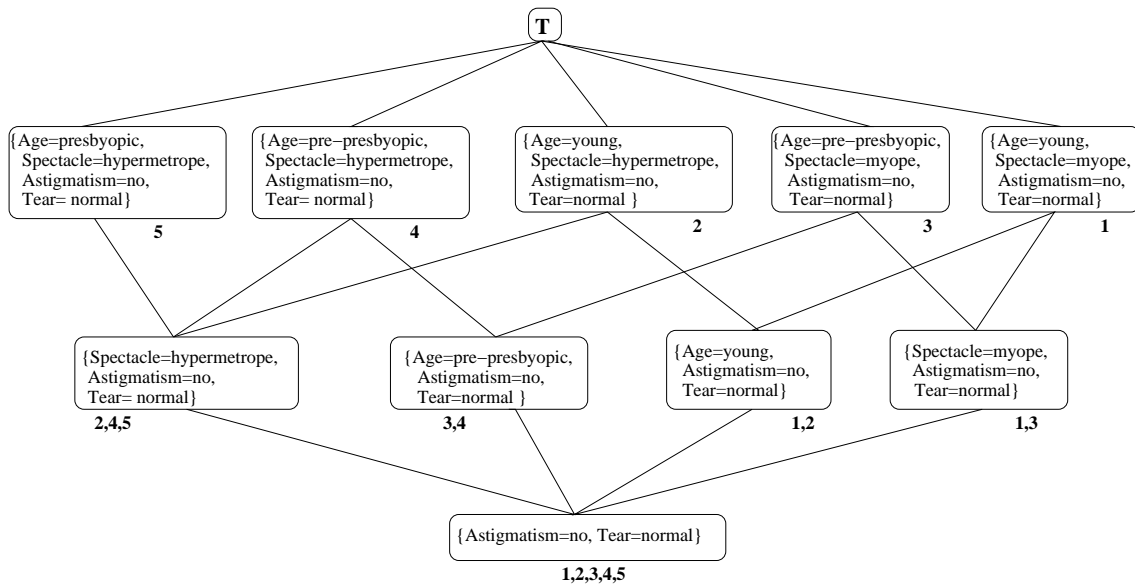 T
{Age=presbyopic,
Spectacle=hypermetrope,
Astigmatism=no,
Tear= normal}
5
{Age=pre−presbyopic,
Spectacle=hypermetrope,
Astigmatism=no,
Tear= normal}
4
{Age=young,
Spectacle=hypermetrope,
Astigmatism=no,
Tear=normal }
2
{Age=pre−presbyopic,
Spectacle=myope,
Astigmatism=no,
Tear=normal}
3
{Age=young,
Spectacle=myope,
Astigmatism=no,
Tear=normal}
1
{Spectacle=hypermetrope,
Astigmatism=no,
Tear= normal}
2,4,5
{Age=pre−presbyopic,
Astigmatism=no,
Tear=normal }
3,4
{Age=young,
Astigmatism=no,
Tear=normal}
1,2
{Spectacle=myope,
Astigmatism=no,
Tear=normal}
1,3
{Astigmatism=no, Tear=normal}
1,2,3,4,5